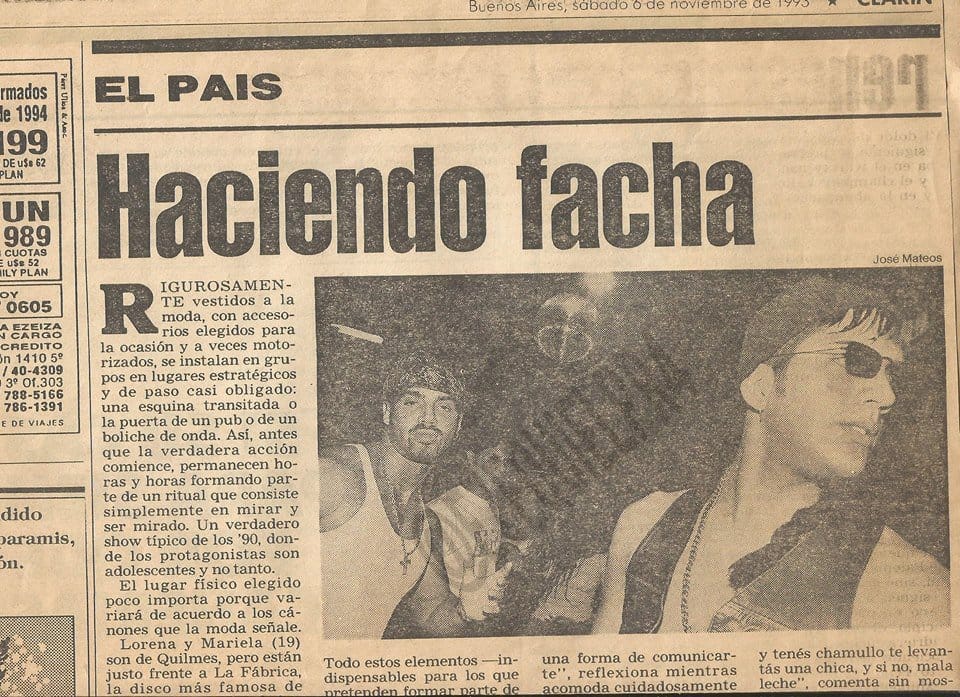 Buenos Aires, sábado 6 de noviembre de 1993 ★ CLARIN
EL PAIS
Haciendo facha
José Mateos
RIGUROSAMEN-
TE vestidos a la
moda, con acceso-
rios elegidos para
la ocasión y a veces moto-
rizados, se instalan en gru-
pos en lugares estratégicos
y de paso casi obligado:
una esquina transitada o
la puerta de un pub o de un
boliche de onda. Así, antes
que la verdadera acción
comience, permanecen ho-
ras y horas formando par-
te de un ritual que consiste
simplemente en mirar y
ser mirado. Un verdadero
show típico de los '90, don-
de los protagonistas son
adolescentes y no tanto.
El lugar físico elegido
poco importa porque va-
riará de acuerdo a los cá-
nones que la moda señale.
Lorena y Mariela (19)
son de Quilmes, pero están
justo frente a La Fábrica,
la disco más famosa de
Todo estos elementos —in-
dispensables para los que
pretenden formar parte de
una forma de comunicar-
te", reflexiona mientras
acomoda cuidadosamente
y tenés chamullo te levan-
tás una chica, y si no, mala
leche", comenta sin mos-
rmados
de 1994
199
DE u$s 62
PLAN
Pérez Ulloa & Asoc.
UN
989
CUOTAS
E u$s 52
MILY PLAN
OY
0605
A EZEIZA
N CARGO
CREDITO
ón 1410 5º
/ 40-4309
3º Of.303
788-5166
786-1391
E DE VIAJES
dido
paramis,
ón.